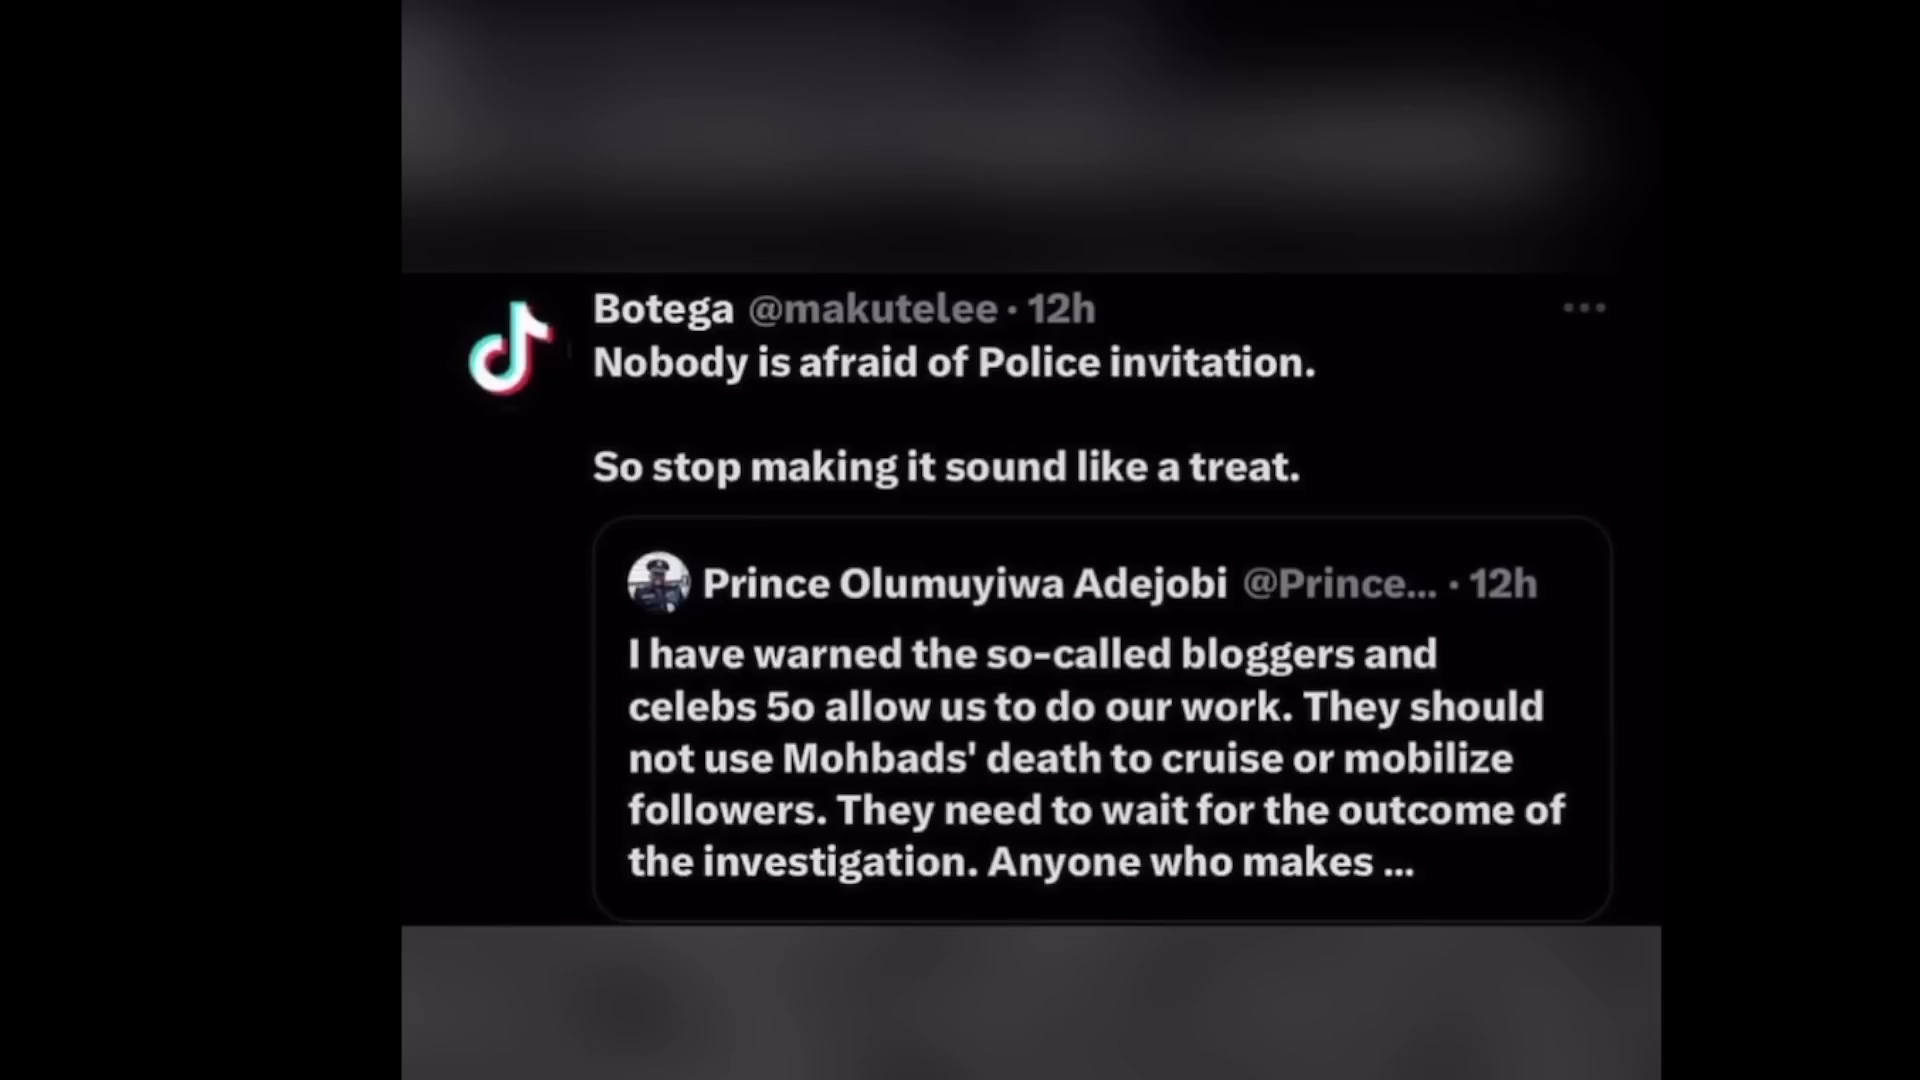 Botega @makutelee · 12h
Nobody is afraid of Police invitation.
So stop making it sound like a treat.
Prince Olumuyiwa Adejobi @Prince... · 12h
I have warned the so-called bloggers and
celebs 5o allow us to do our work. They should
not use Mohbads' death to cruise or mobilize
followers. They need to wait for the outcome of
the investigation. Anyone who makes ...